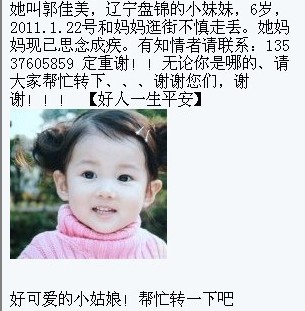 她叫郭佳美，辽宁盘锦的小妹妹，6岁，
2011.1.22号和妈妈逛街不慎走丢。她妈
妈现已思念成疾。有知情者请联系：1353
7605859 定重谢！！无论你是哪的、请
大家帮忙转下、、、谢谢您们，谢
谢！！！ 【好人一生平安】
好可爱的小姑娘！帮忙转一下吧